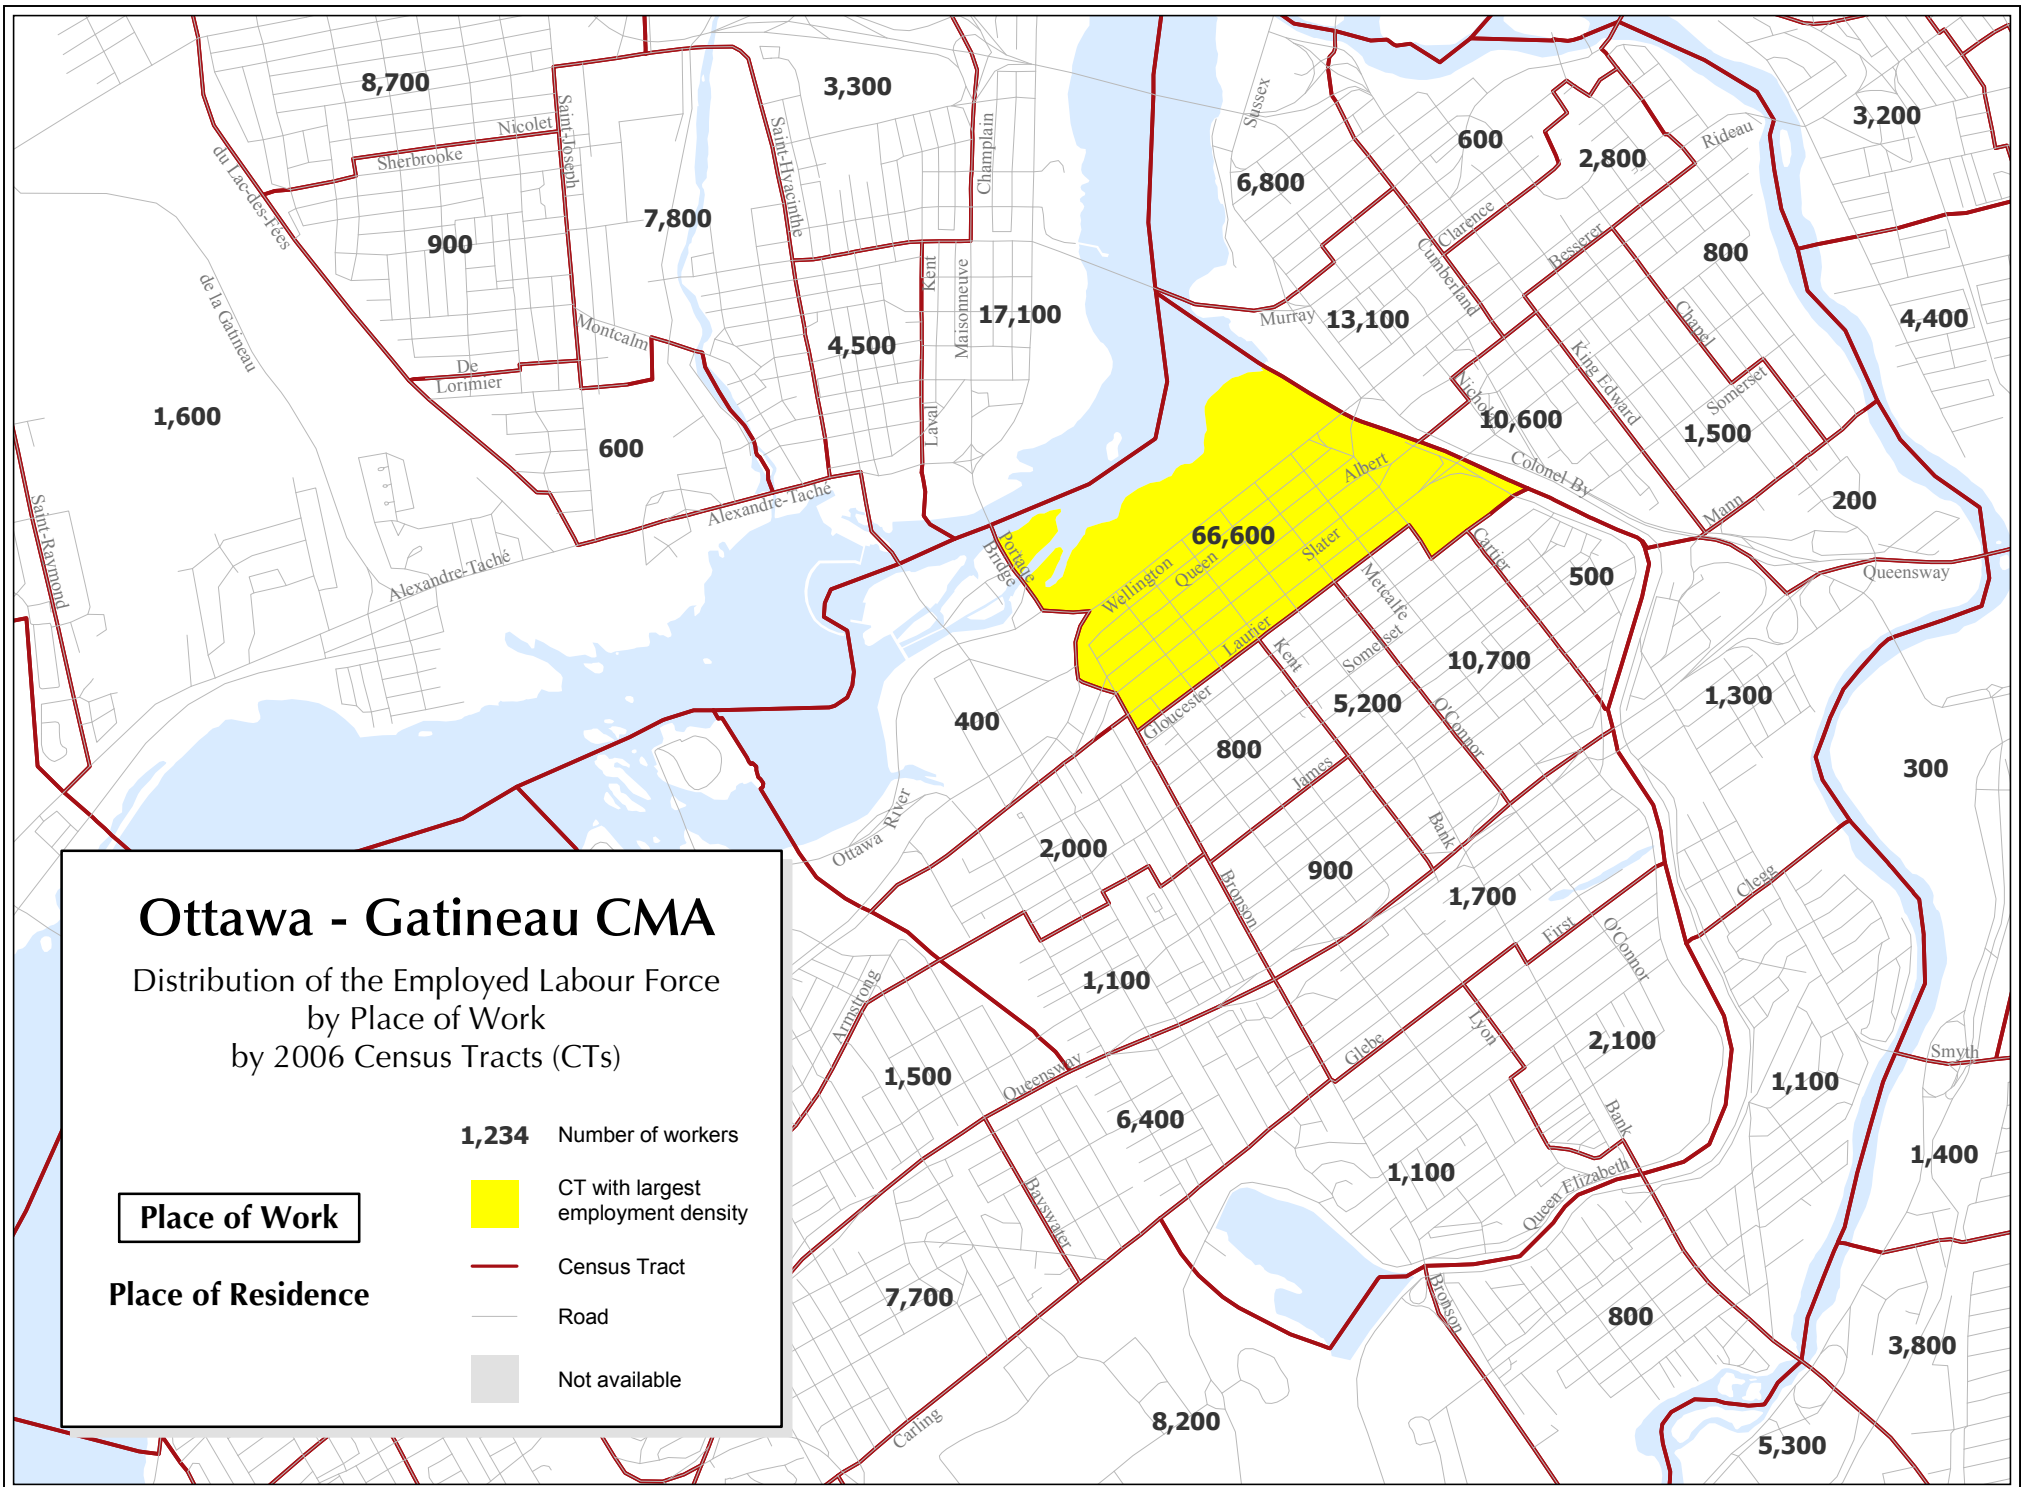 8,700
3,300
Sussex
3,200
Nicolet
Saint-Joseph
Sherbrooke
Saint-Hyacinthe
Champlain
600
2,800
Rideau
du Lac-des-Fées
6,800
7,800
900
Clarence
Cumberland
Besserer
800
de la Gatineau
Kent
Maisonneuve
17,100
Murray
13,100
Chapel
4,400
Montcalm
4,500
King Edward
De
Lorimier
Nicholas
Somerset
1,600
Laval
10,600
1,500
600
Albert
Colonel By
Saint-Raymond
Alexandre-Taché
Mann
200
66,600
Portage
Bridge
Wellington
Queen
Slater
Cartier
Alexandre-Taché
500
Queensway
Metcalfe
Laurier
Kent
Somerset
10,700
1,300
Gloucester
5,200
O'Connor
400
800
300
James
Ottawa River
2,000
Bank
900
1,700
Clegg
Bronson
First
O'Connor
1,100
Armstrong
Lyon
Glebe
2,100
Smyth
1,500
Queensway
1,100
6,400
Bank
1,400
1,100
Queen Elizabeth
Bayswater
7,700
Bronson
800
3,800
Carling
8,200
5,300
Ottawa - Gatineau CMA
Distribution of the Employed Labour Force
by Place of Work
by 2006 Census Tracts (CTs)
1,234 Number of workers
CT with largest
employment density
Place of Work
Census Tract
Place of Residence
Road
Not available